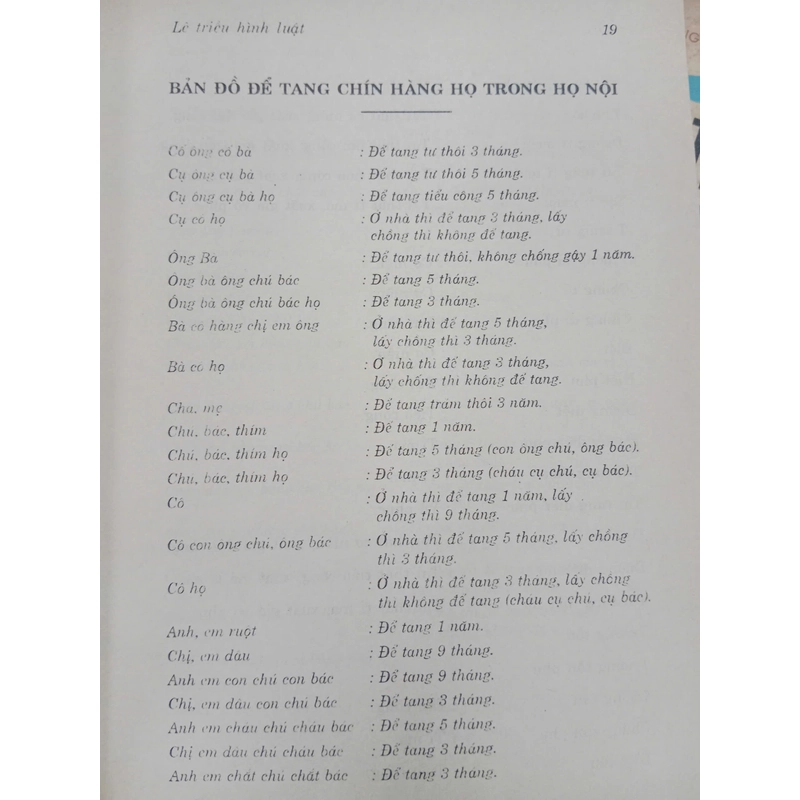 Lê triều hình luật 19
BẢN ĐỒ ĐỂ TANG CHÍN HÀNG HỌ TRONG HỌ NỘI
Cố ông cố bà : Để tang tư thôi 3 tháng.
Cụ ông cụ bà : Để tang tư thôi 5 tháng.
Cụ ông cụ bà họ : Để tang tiểu công 5 tháng.
Cụ cô họ : Ở nhà thì để tang 3 tháng, lấy
chồng thì không để tang.
Ông Bà : Để tang tư thôi, không chống gậy 1 năm.
Ông bà ông chú bác : Để tang 5 tháng.
Ông bà ông chú bác họ : Để tang 3 tháng.
Bà cô hàng chị em ông : Ở nhà thì để tang 5 tháng,
lấy chồng thì 3 tháng.
Bà cô họ : Ở nhà thì để tang 3 tháng,
lấy chồng thì không để tang.
Cha, mẹ : Để tang trảm thôi 3 năm.
Chú, bác, thím : Để tang 1 năm.
Chú, bác, thím họ : Để tang 5 tháng (con ông chú, ông bác).
Chú, bác, thím họ : Để tang 3 tháng (cháu cụ chú, cụ bác).
Cô : Ở nhà thì để tang 1 năm, lấy
chồng thì 9 tháng.
Cô con ông chú, ông bác : Ở nhà thì để tang 5 tháng, lấy chồng
thì 3 tháng.
Cô họ : Ở nhà thì để tang 3 tháng, lấy chồng
thì không để tang (cháu cụ chú, cụ bác).
Anh, em ruột : Để tang 1 năm.
Chị, em dâu : Để tang 9 tháng.
Anh em con chú con bác : Để tang 9 tháng.
Chị, em dâu con chú bác : Để tang 3 tháng.
Anh em cháu chú cháu bác : Để tang 5 tháng.
Chị em dâu chú cháu bác : Để tang 3 tháng.
Anh em chắt chú chắt bác : Để tang 3 tháng.